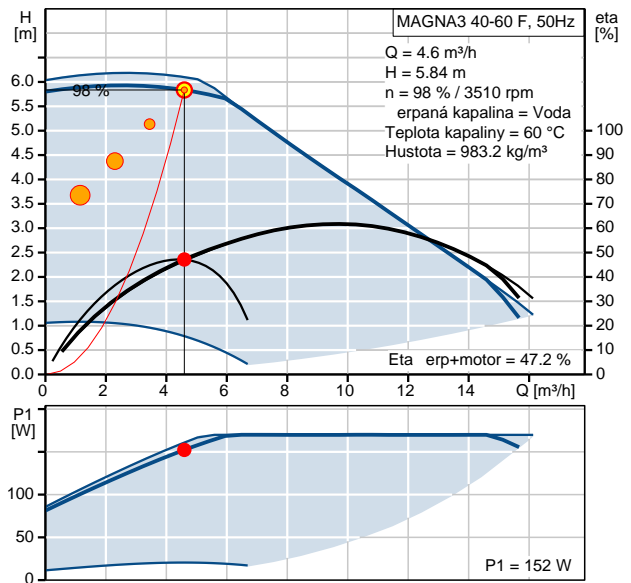 H
[m]
MAGNA3 40-60 F, 50Hz
eta
[%]
Q = 4.6 m³/h
H = 5.84 m
n = 98 % / 3510 rpm
erpaná kapalina = Voda
Teplota kapaliny = 60 °C
Hustota = 983.2 kg/m³
98 %
6.0
5.5
5.0
4.5
4.0
3.5
3.0
2.5
2.0
1.5
1.0
0.5
0.0
100
90
80
70
60
50
40
30
20
10
0
Eta erp+motor = 47.2 %
0 2 4 6 8 10 12 14 Q [m³/h]
P1
[W]
100
50
0
P1 = 152 W